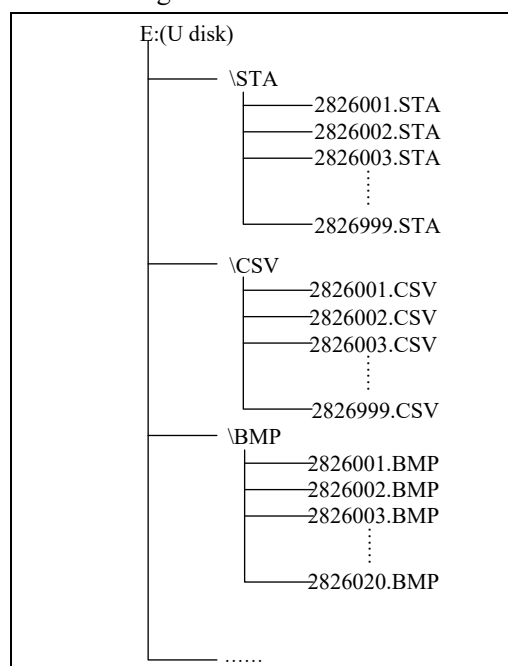 E:(U disk)
\STA
2826001.STA
2826002.STA
2826003.STA
2826999.STA
\CSV
2826001.CSV
2826002.CSV
2826003.CSV
2826999.CSV
\BMP
2826001.BMP
2826002.BMP
2826003.BMP
2826020.BMP
……